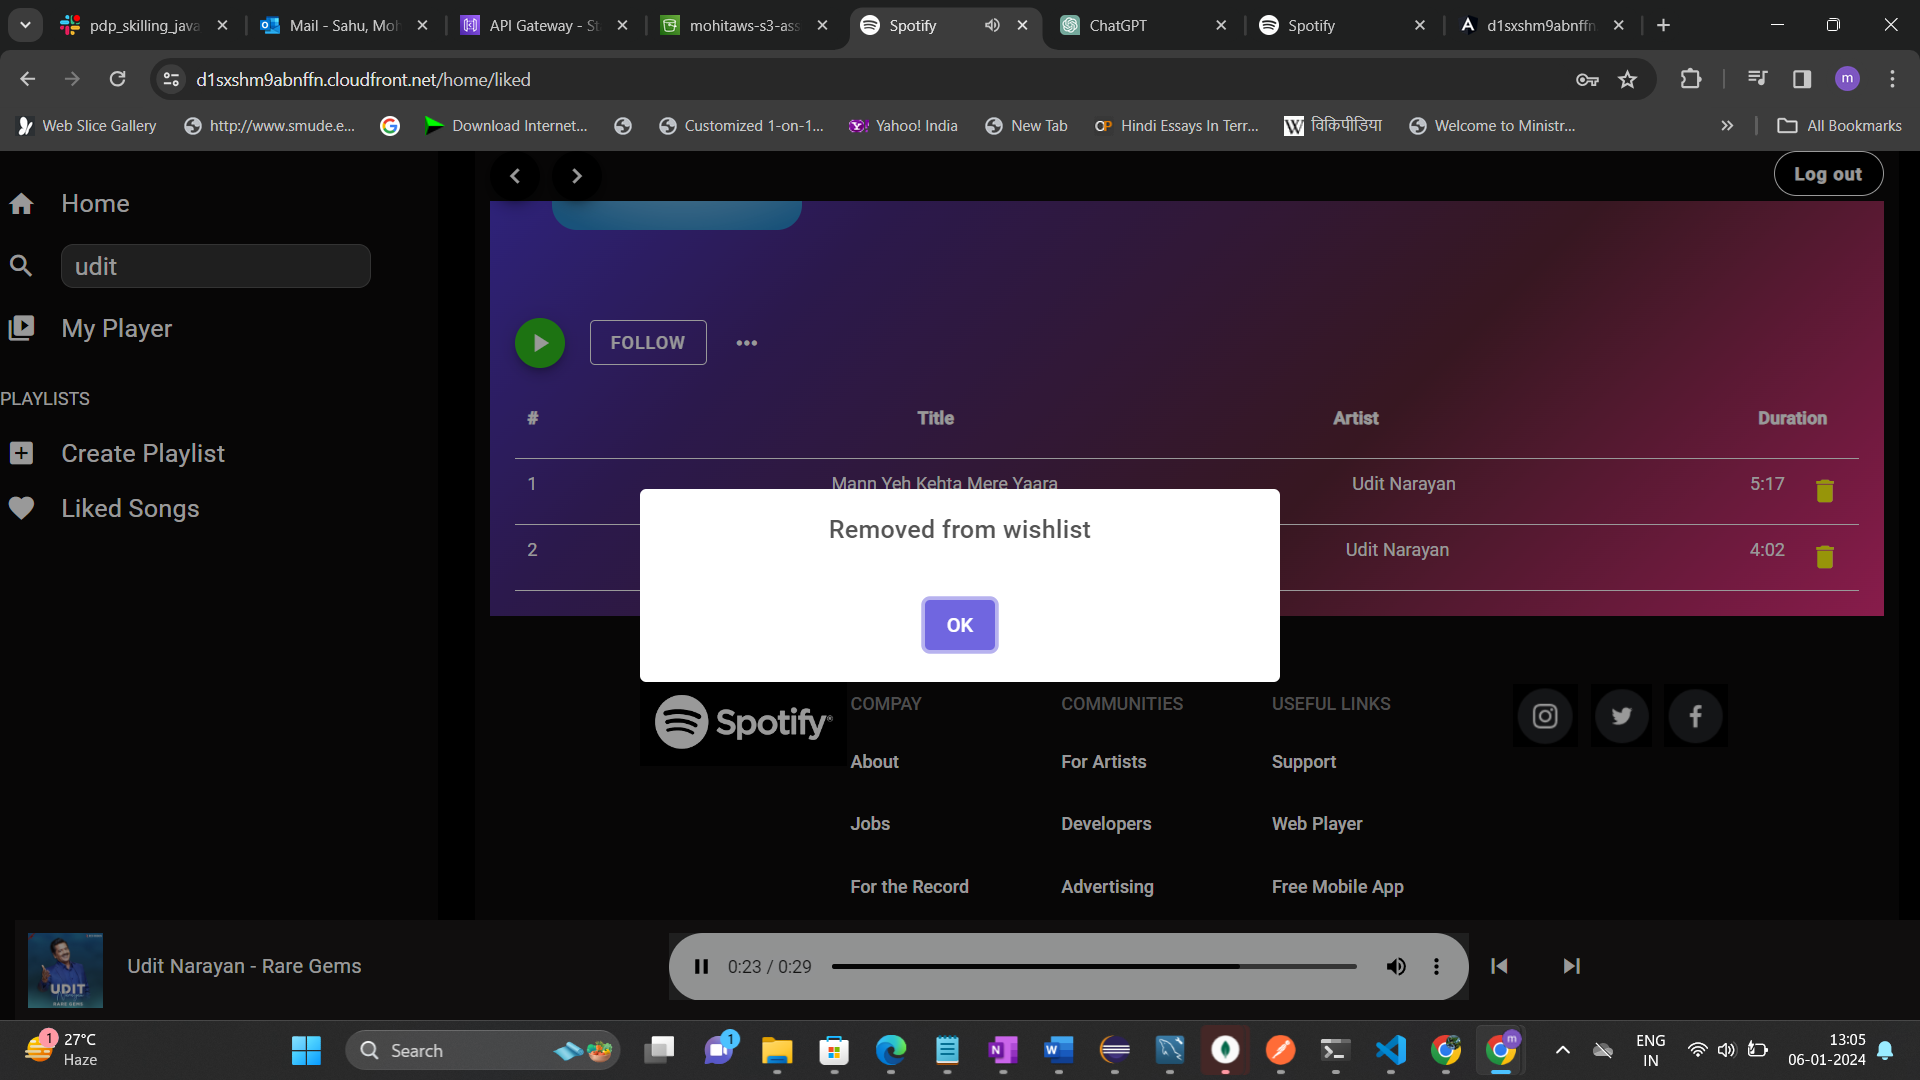 pdp_skilling_java
Mail - Sahu, Moh
API Gateway - St
mohitaws-s3-ass
Spotify
ChatGPT
Spotify
d1sxshm9abnffn
d1sxshm9abnffn.cloudfront.net/home/liked
m
Web Slice Gallery
http://www.smude.e...
Download Internet...
Customized 1-on-1...
Yahoo! India
New Tab
OP Hindi Essays In Terr...
W विकिपीडिया
Welcome to Ministr...
All Bookmarks
Log out
Home
udit
My Player
FOLLOW
PLAYLISTS
# Title Artist Duration
Create Playlist
1 Mann Yeh Kehta Mere Yaara Udit Narayan 5:17
Liked Songs
Removed from wishlist
2 Udit Narayan 4:02
OK
Spotify
COMPAY COMMUNITIES USEFUL LINKS
About For Artists Support
Jobs Developers Web Player
For the Record Advertising Free Mobile App
UDIT
RARE GEMS
Udit Narayan - Rare Gems
0:23 / 0:29
1
27°C
Haze
Search
1
m
ENG
IN
13:05
06-01-2024